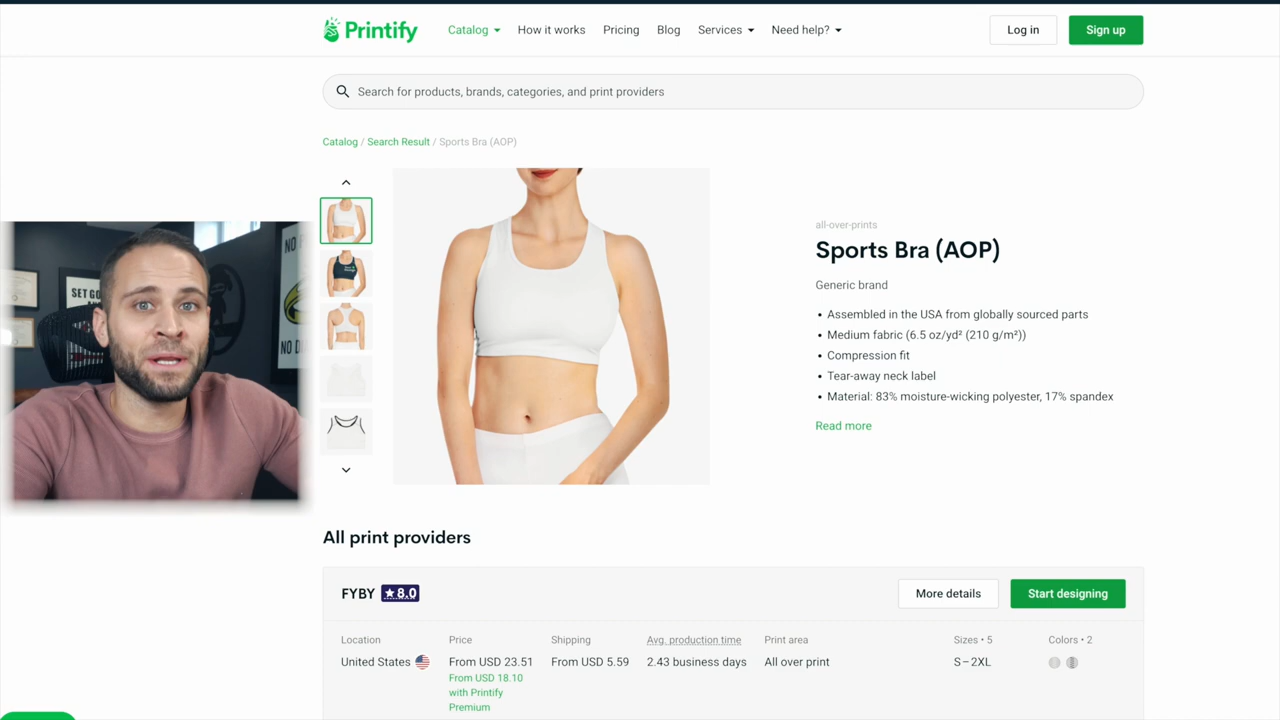 Printify
Catalog
How it works
Pricing
Blog
Services
Need help?
Log in
Sign up
Search for products, brands, categories, and print providers
Catalog / Search Result / Sports Bra (AOP)
all-over-prints
Sports Bra (AOP)
Generic brand
• Assembled in the USA from globally sourced parts
• Medium fabric (6.5 oz/yd² (210 g/m²))
• Compression fit
• Tear-away neck label
• Material: 83% moisture-wicking polyester, 17% spandex
Read more
SET GO
NO
NO
All print providers
FYBY ★ 8.0
More details
Start designing
Location
Price
Shipping
Avg. production time
Print area
Sizes • 5
Colors • 2
United States
From USD 23.51
From USD 5.59
2.43 business days
All over print
S – 2XL
From USD 18.10
with Printify
Premium